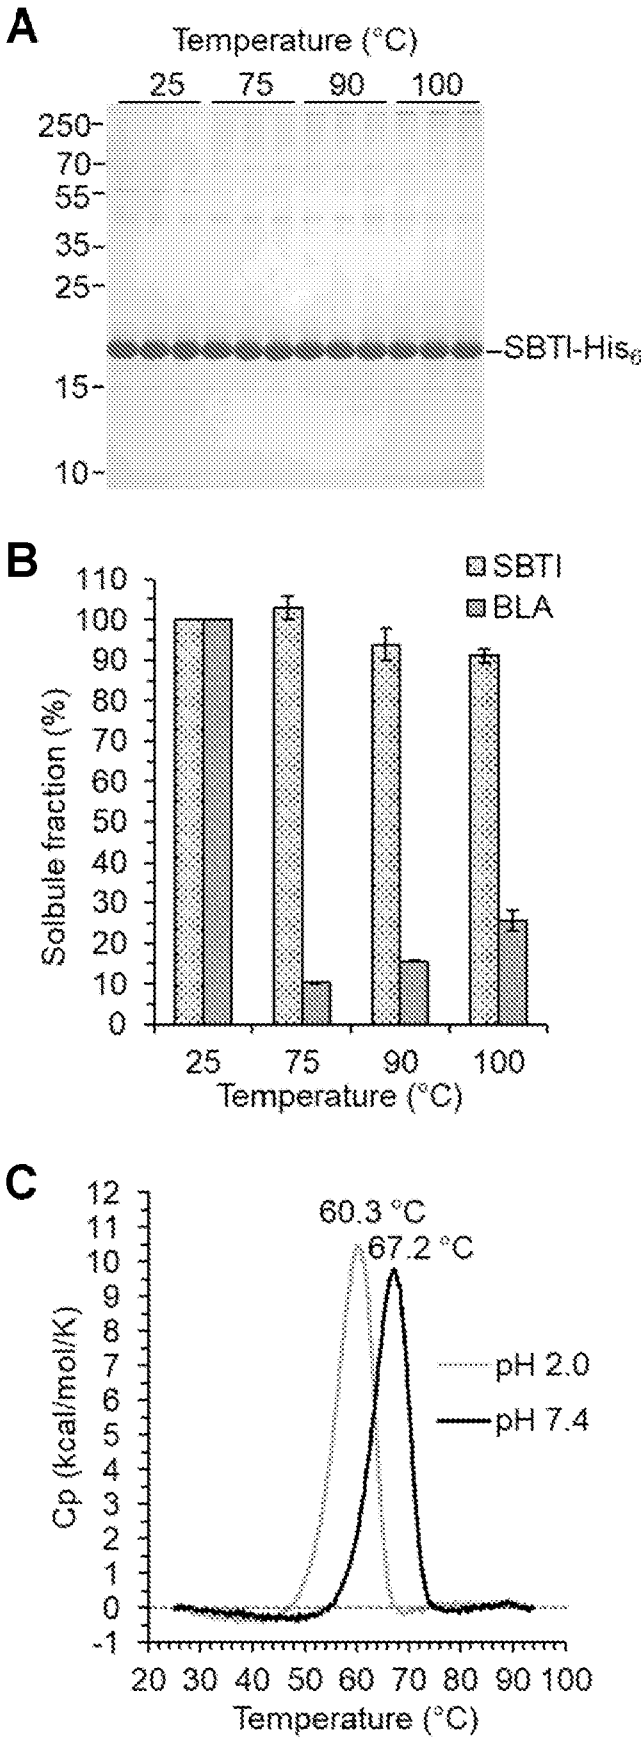 A
Temperature (°C)
25 75 90 100
250
70
55
35
25
SBTI-His6
15
10
B
SBTI
BLA
110
100
90
80
70
60
50
40
30
20
10
0
Solbule fraction (%)
25 75 90 100
Temperature (°C)
C
12
11
10
9
8
7
6
5
4
3
2
1
0
-1
Cp (kcal/mol/K)
60.3 °C
67.2 °C
pH 2.0
pH 7.4
20 30 40 50 60 70 80 90 100
Temperature (°C)